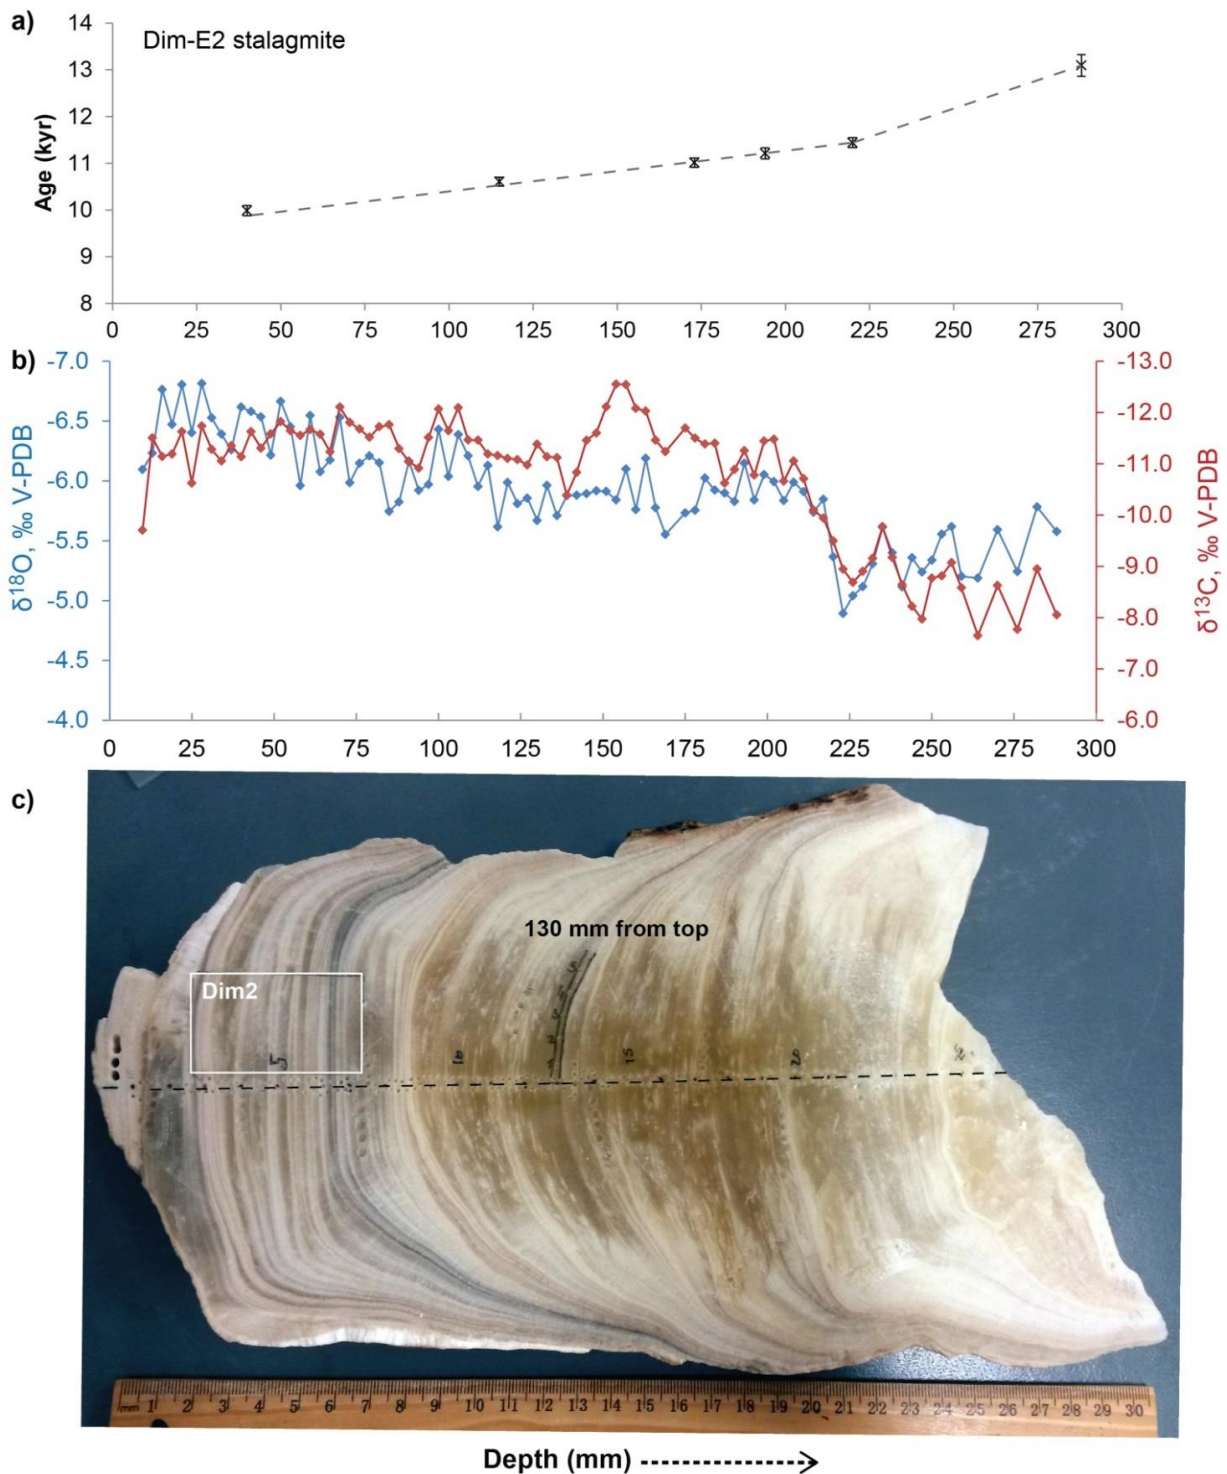 a)
Dim-E2 stalagmite
Age (kyr)
14
13
12
11
10
9
8
0 25 50 75 100 125 150 175 200 225 250 275 300
b)
δ18O, ‰ V-PDB
-7.0
-6.5
-6.0
-5.5
-5.0
-4.5
-4.0
-13.0
-12.0
-11.0
-10.0
-9.0
-8.0
-7.0
-6.0
δ13C, ‰ V-PDB
0 25 50 75 100 125 150 175 200 225 250 275 300
c)
130 mm from top
Dim2
5 10 15 20 25
mm 1 2 3 4 5 6 7 8 9 10 11 12 13 14 15 16 17 18 19 20 21 22 23 24 25 26 27 28 29 30
Depth (mm)